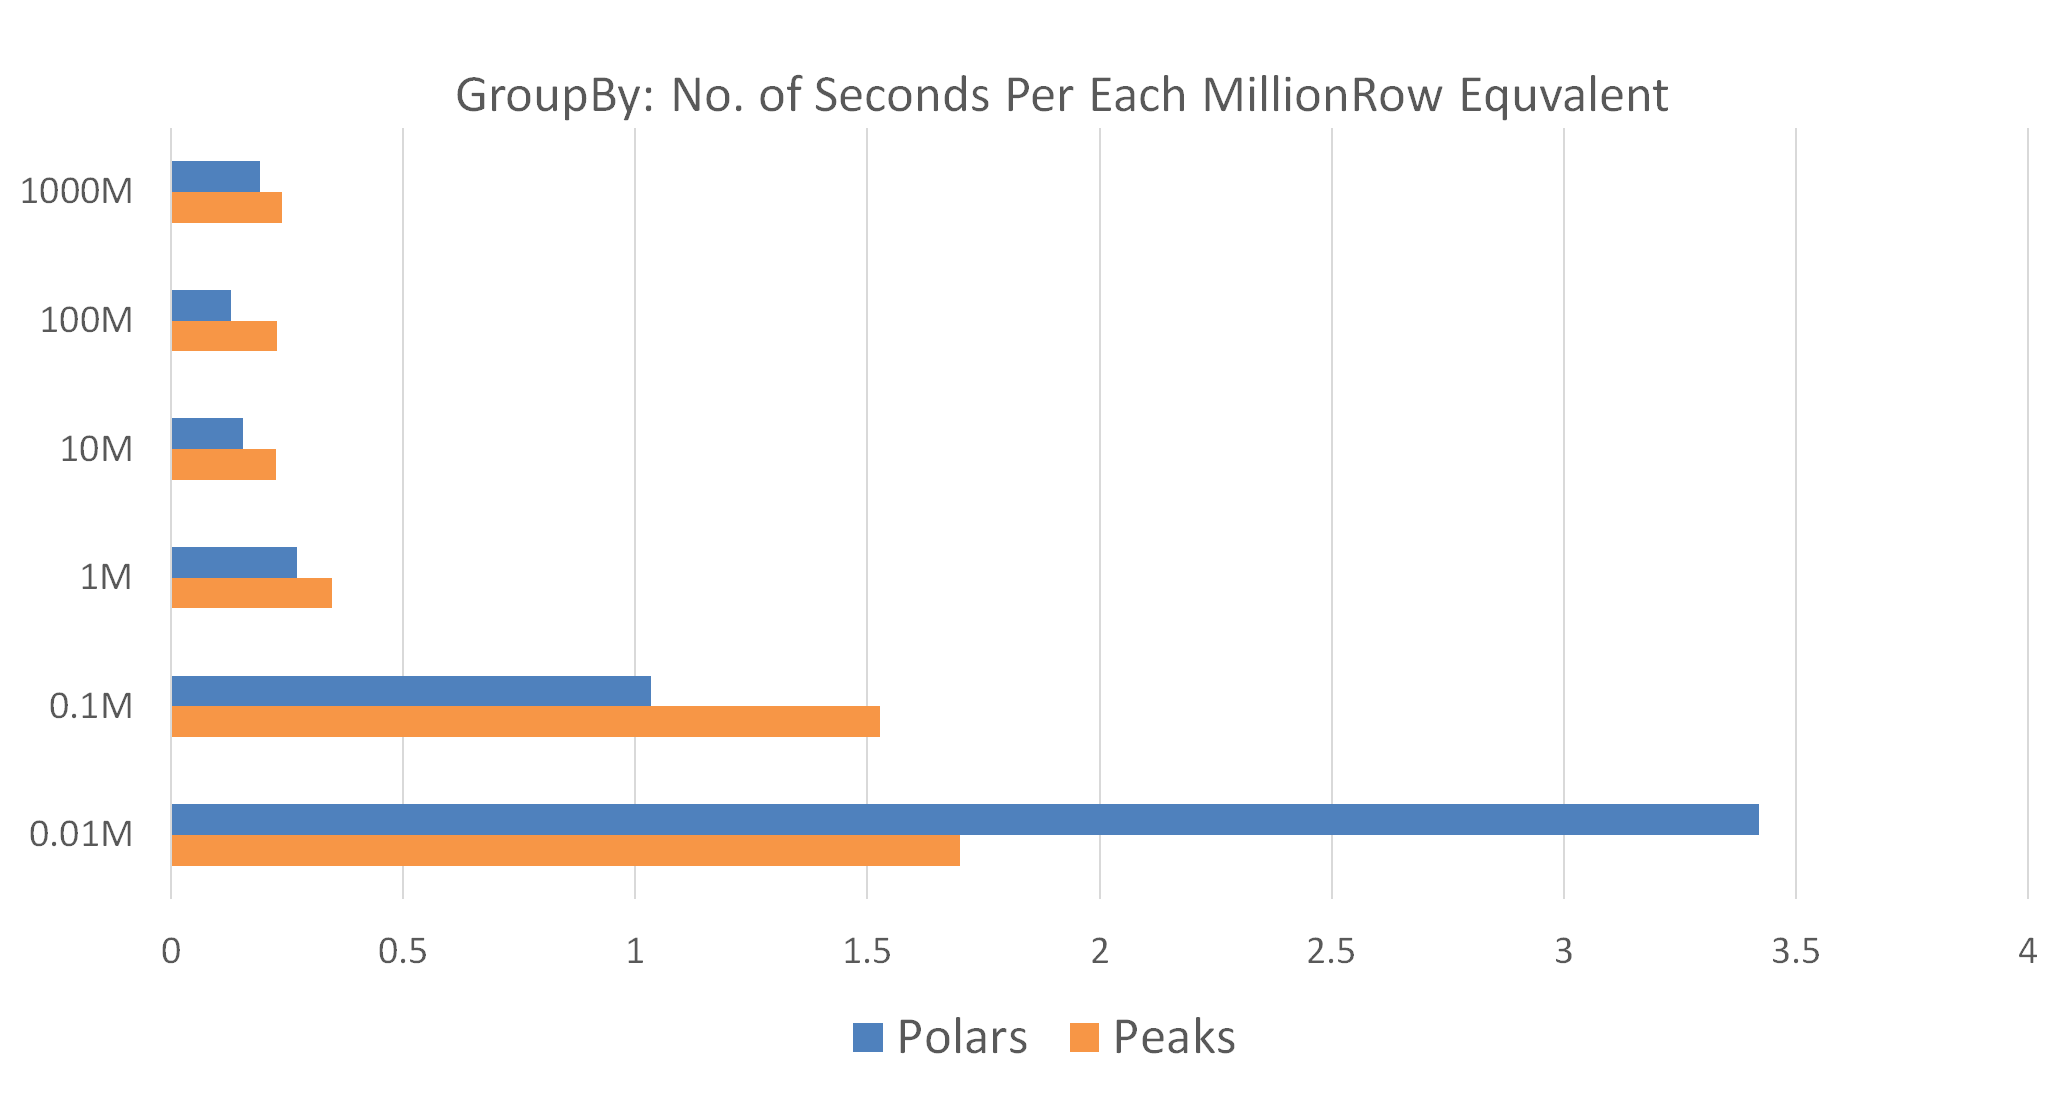 GroupBy: No. of Seconds Per Each MillionRow Equvalent
1000M
100M
10M
1M
0.1M
0.01M
0 0.5 1 1.5 2 2.5 3 3.5 4
Polars Peaks